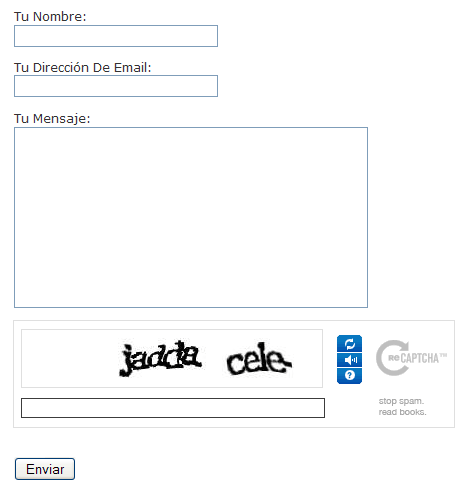 Tu Nombre:
Tu Dirección De Email:
Tu Mensaje:
jadda cele
reCAPTCHA™
stop spam.
read books.
Enviar